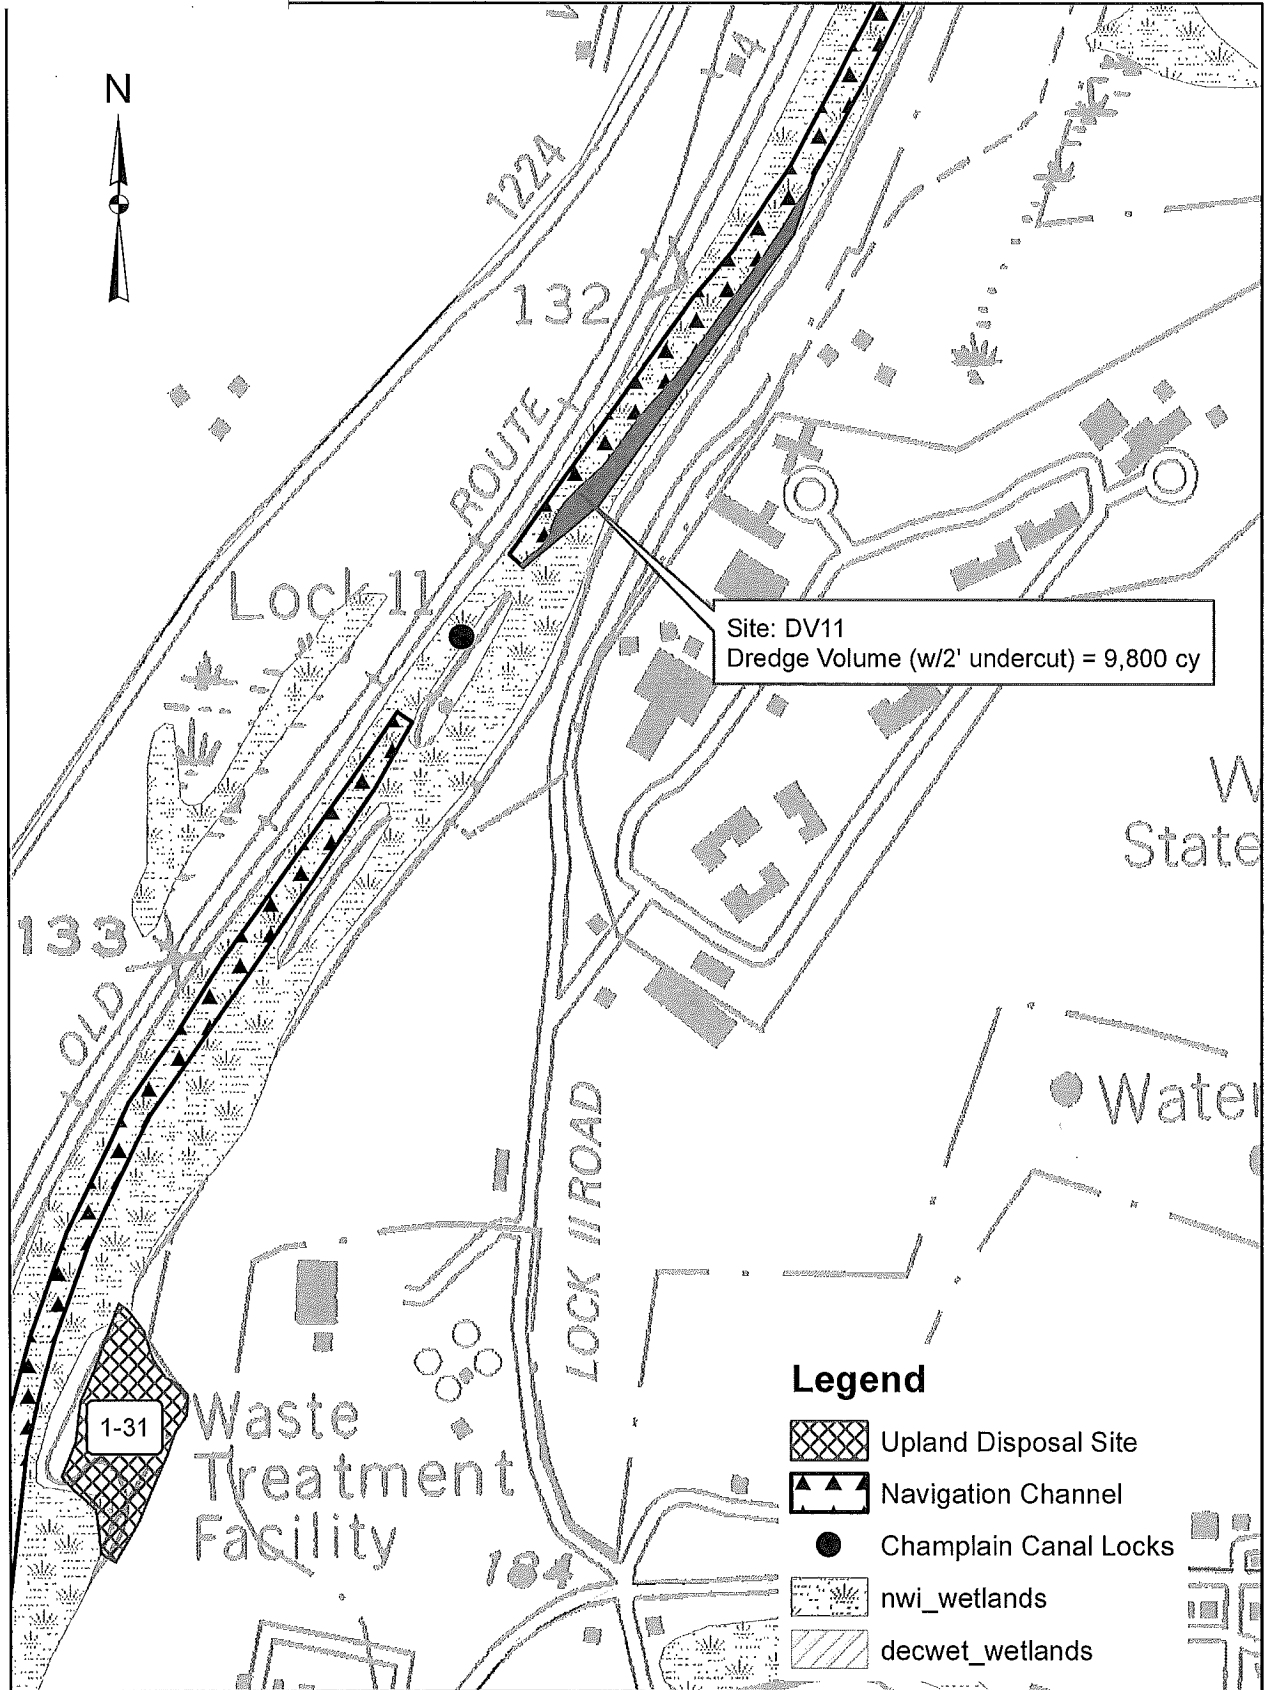 N
4
1224
132
ROUTE
Lock 11
Site: DV11
Dredge Volume (w/2' undercut) = 9,800 cy
W
State
133
OLD
Water
LOCK 11 ROAD
1-31
Waste
Treatment
Facility
184
Legend
Upland Disposal Site
Navigation Channel
Champlain Canal Locks
nwi_wetlands
decwet_wetlands